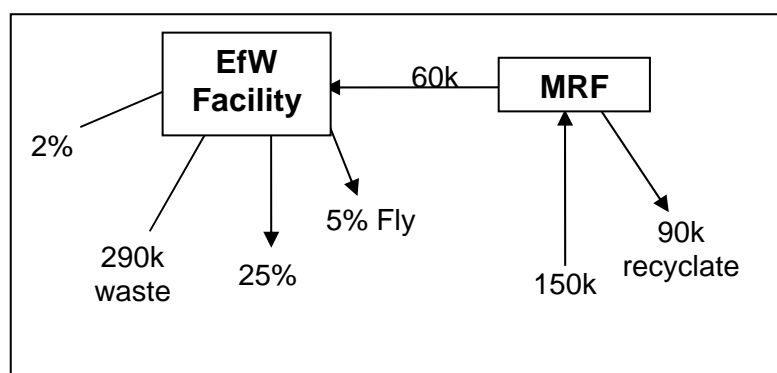 EfW
Facility
60k
MRF
2%
5% Fly
290k
waste
25%
90k
recyclate
150k